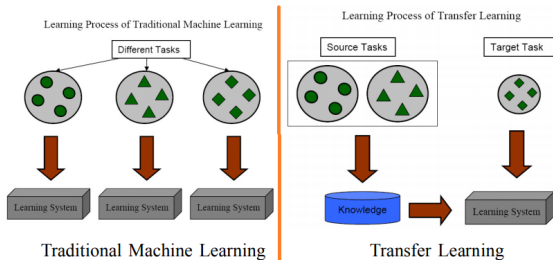 Learning Process of Traditional Machine Learning
Different Tasks
Learning System
Learning System
Learning System
Traditional Machine Learning
Learning Process of Transfer Learning
Source Tasks
Target Task
Knowledge
Learning System
Transfer Learning